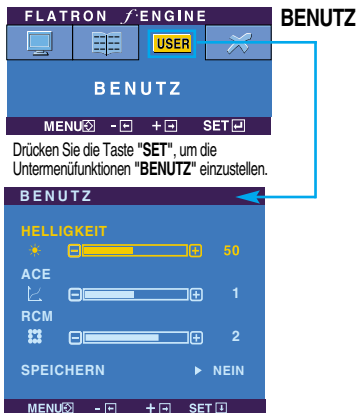 FLATRON f·ENGINE
BENUTZ
USER
BENUTZ
MENU - + SET
Drücken Sie die Taste "SET", um die
Untermenüfunktionen "BENUTZ" einzustellen.
BENUTZ
HELLIGKEIT
50
ACE
1
RCM
2
SPEICHERN ▶ NEIN
MENU - + SET